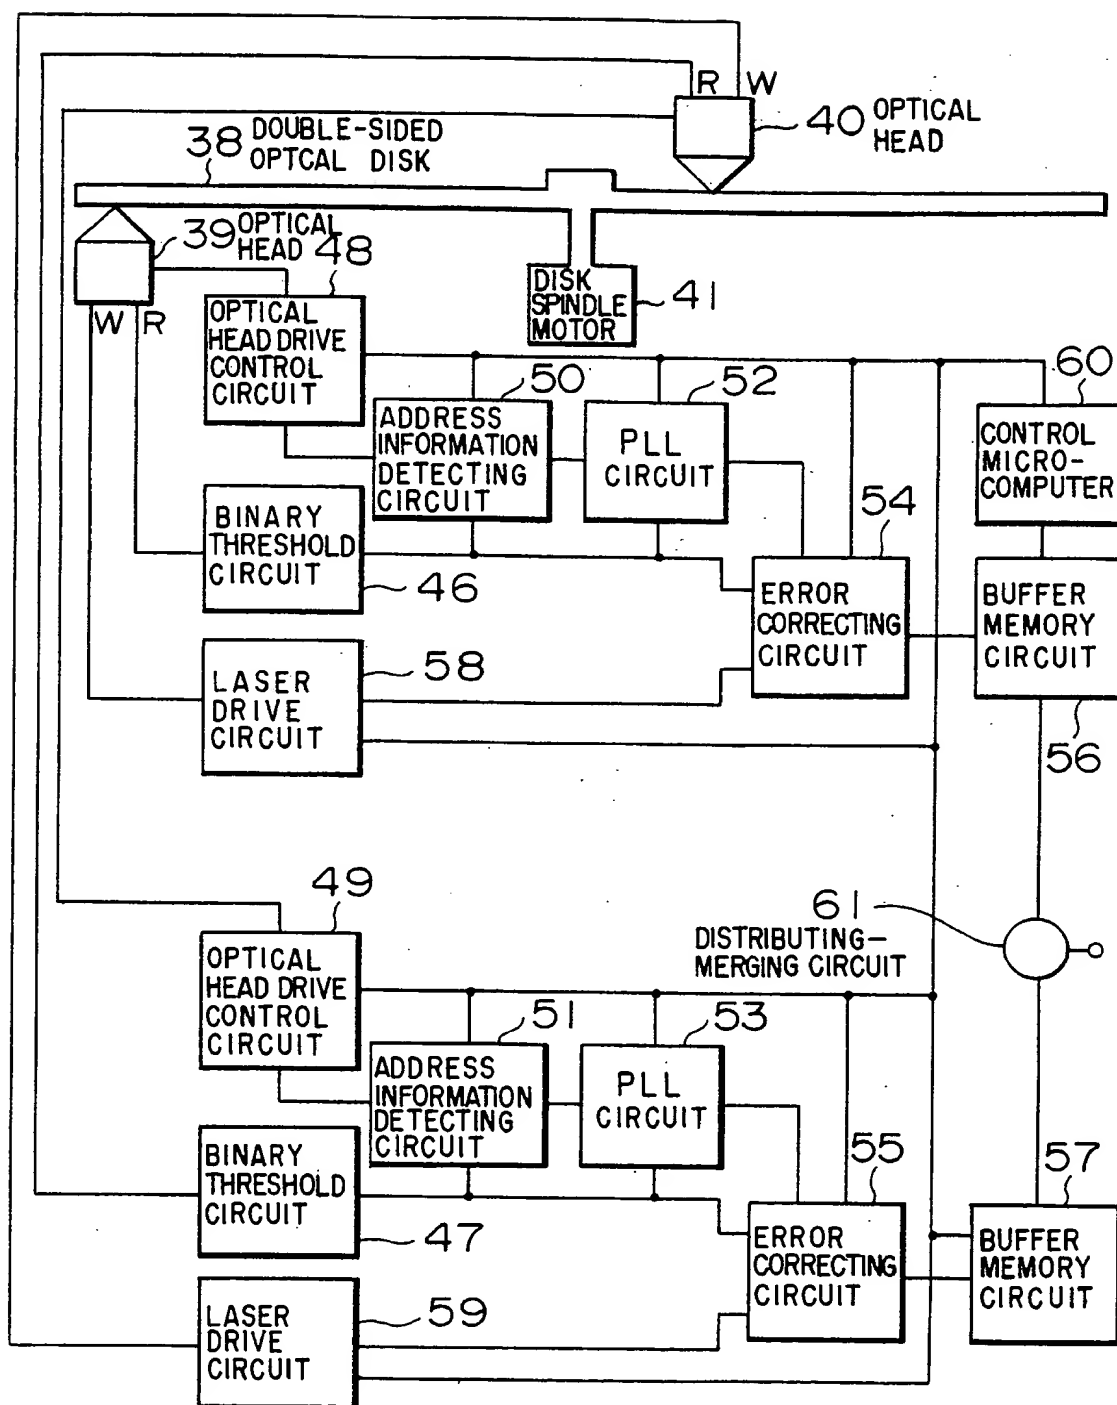 R W
40 OPTICAL
HEAD
38 DOUBLE-SIDED
OPTCAL DISK
39 OPTICAL
HEAD
48
W R
DISK
SPINDLE
MOTOR
41
OPTICAL
HEAD DRIVE
CONTROL
CIRCUIT
50
ADDRESS
INFORMATION
DETECTING
CIRCUIT
52
PLL
CIRCUIT
60
CONTROL
MICRO-
COMPUTER
BINARY
THRESHOLD
CIRCUIT
46
54
ERROR
CORRECTING
CIRCUIT
BUFFER
MEMORY
CIRCUIT
56
58
LASER
DRIVE
CIRCUIT
49
OPTICAL
HEAD DRIVE
CONTROL
CIRCUIT
61
DISTRIBUTING-
MERGING CIRCUIT
51
ADDRESS
INFORMATION
DETECTING
CIRCUIT
53
PLL
CIRCUIT
BINARY
THRESHOLD
CIRCUIT
47
55
ERROR
CORRECTING
CIRCUIT
57
BUFFER
MEMORY
CIRCUIT
59
LASER
DRIVE
CIRCUIT